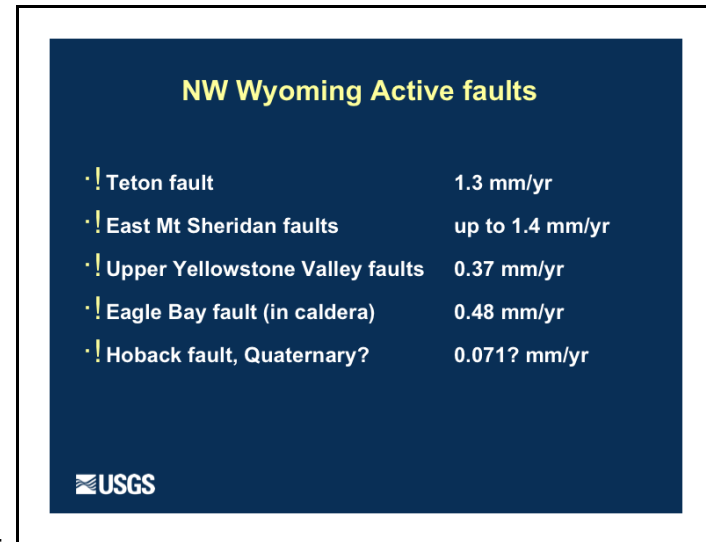 NW Wyoming Active faults
·! Teton fault 1.3 mm/yr
·! East Mt Sheridan faults up to 1.4 mm/yr
·! Upper Yellowstone Valley faults 0.37 mm/yr
·! Eagle Bay fault (in caldera) 0.48 mm/yr
·! Hoback fault, Quaternary? 0.071? mm/yr
USGS